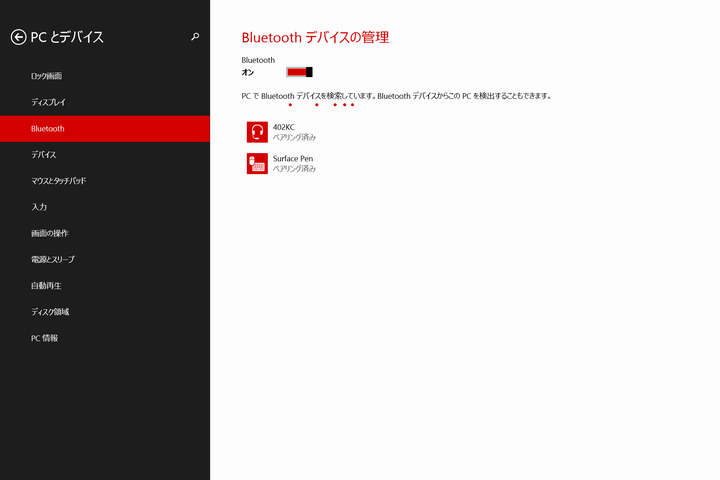 PC とデバイス
ロック画面
ディスプレイ
Bluetooth
デバイス
マウスとタッチパッド
入力
画面の操作
電源とスリープ
自動再生
ディスク領域
PC 情報
Bluetooth デバイスの管理
Bluetooth
オン
PC で Bluetooth デバイスを検索しています。Bluetooth デバイスからこの PC を検出することもできます。
402KC
ペアリング済み
Surface Pen
ペアリング済み